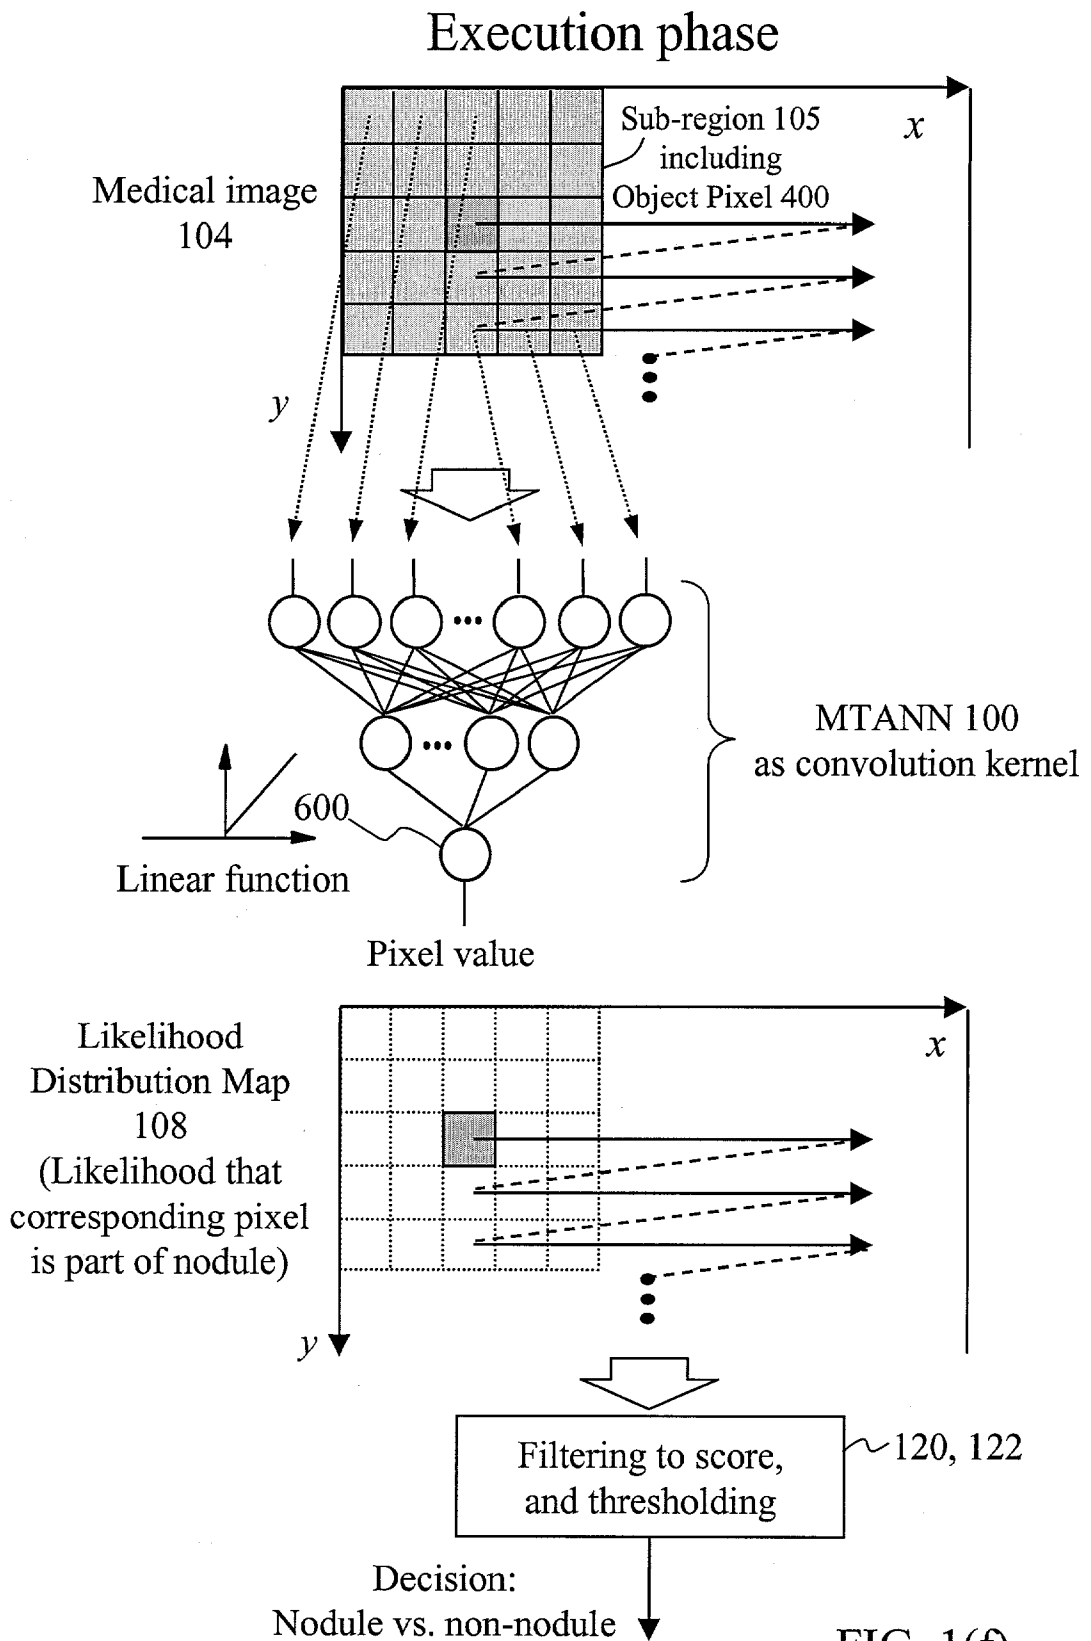 Execution phase
x
Sub-region 105
including
Object Pixel 400
Medical image
104
y
...
MTANN 100
as convolution kernel
...
600
Linear function
Pixel value
x
Likelihood
Distribution Map
108
(Likelihood that
corresponding pixel
is part of nodule)
y
Filtering to score,
and thresholding
120, 122
Decision:
Nodule vs. non-nodule
FIG. 1(f)